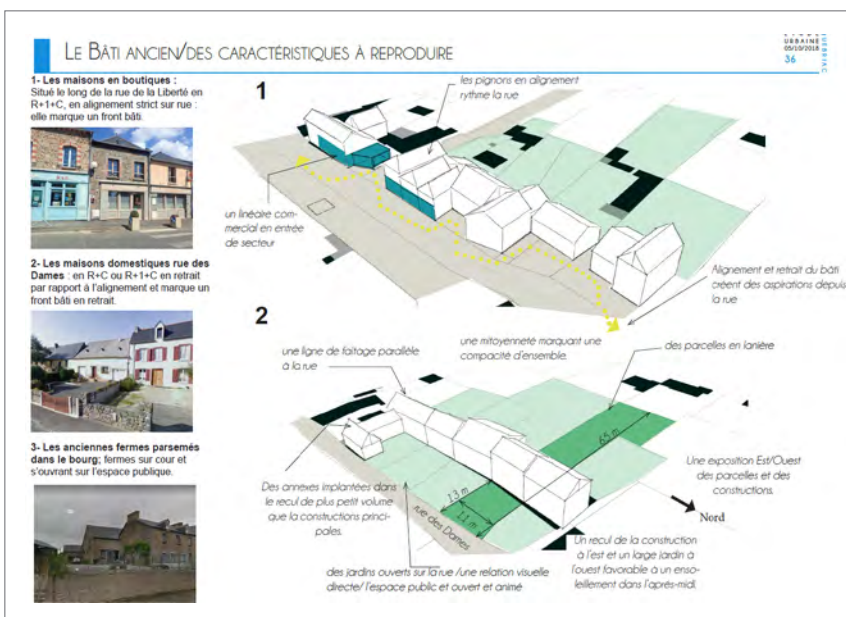 LE BÂTI ANCIEN/DES CARACTÉRISTIQUES À REPRODUIRE
URBAINE
05/10/2018
36
1- Les maisons en boutiques :
Situé le long de la rue de la Liberté en
R+1+C, en alignement strict sur rue :
elle marque un front bâti.
2- Les maisons domestiques rue des
Dames : en R+C ou R+1+C en retrait
par rapport à l'alignement et marque un
front bâti en retrait.
3- Les anciennes fermes parsemés
dans le bourg; fermes sur cour et
s'ouvrant sur l'espace publique.
1
les pignons en alignement
rythme la rue
un linéaire com-
mercial en entrée
de secteur
Alignement et retrait du bâti
créent des aspirations depuis
la rue
2
une ligne de faitage parallèle
à la rue
une mitoyenneté marquant une
compacité d'ensemble.
des parcelles en lanière
65 m
13 m
11 m
rue des Dames
Une exposition Est/Ouest
des parcelles et des
constructions.
Nord
Des annexes implantées dans
le recul de plus petit volume
que la constructions princi-
pales.
Un recul de la construction
à l'est et un large jardin à
l'ouest favorable à un enso-
leillement dans l'après-midi.
des jardins ouverts sur la rue /une relation visuelle
directe/ l'espace public et ouvert et animé